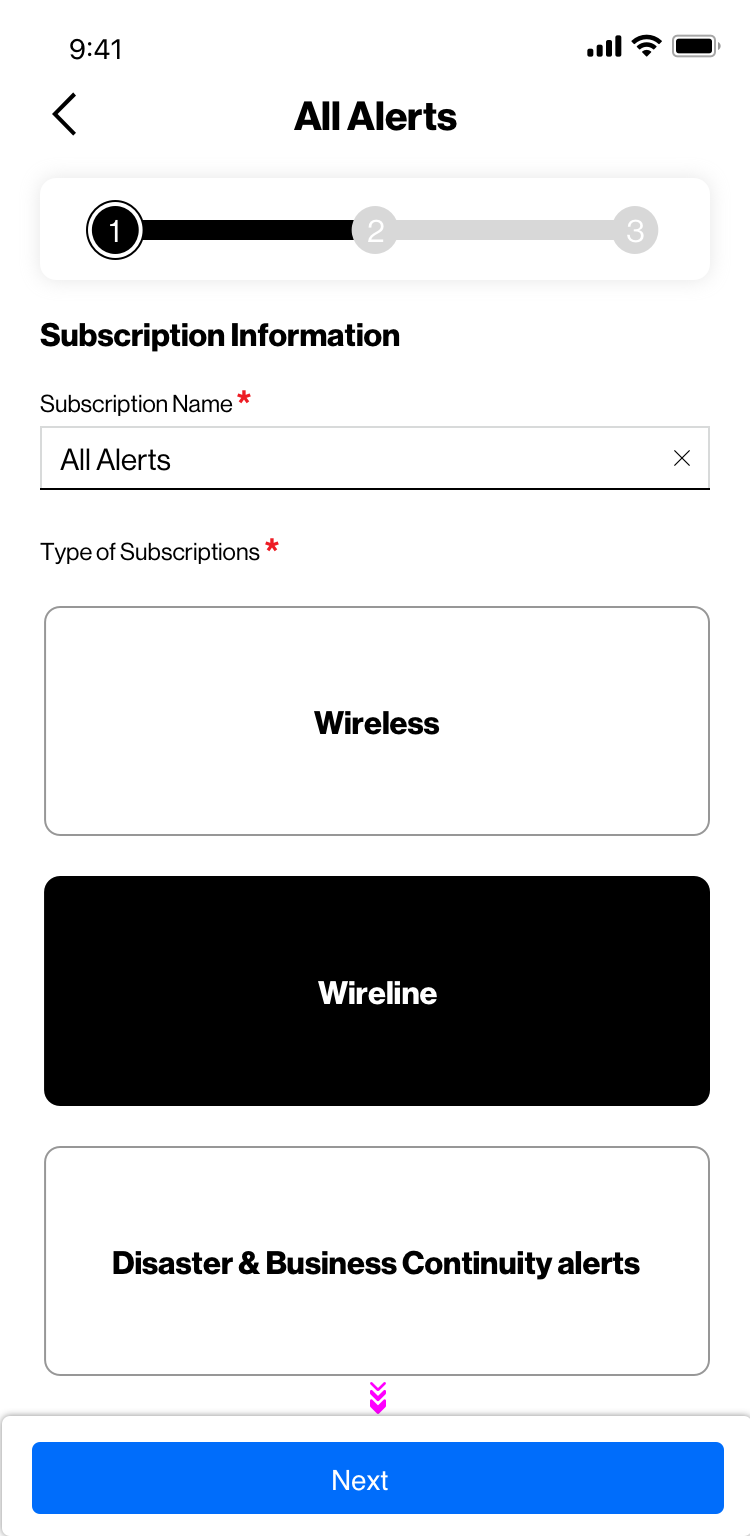 9:41
All Alerts
1 2 3
Subscription Information
Subscription Name *
All Alerts
Type of Subscriptions *
Wireless
Wireline
Disaster & Business Continuity alerts
Next